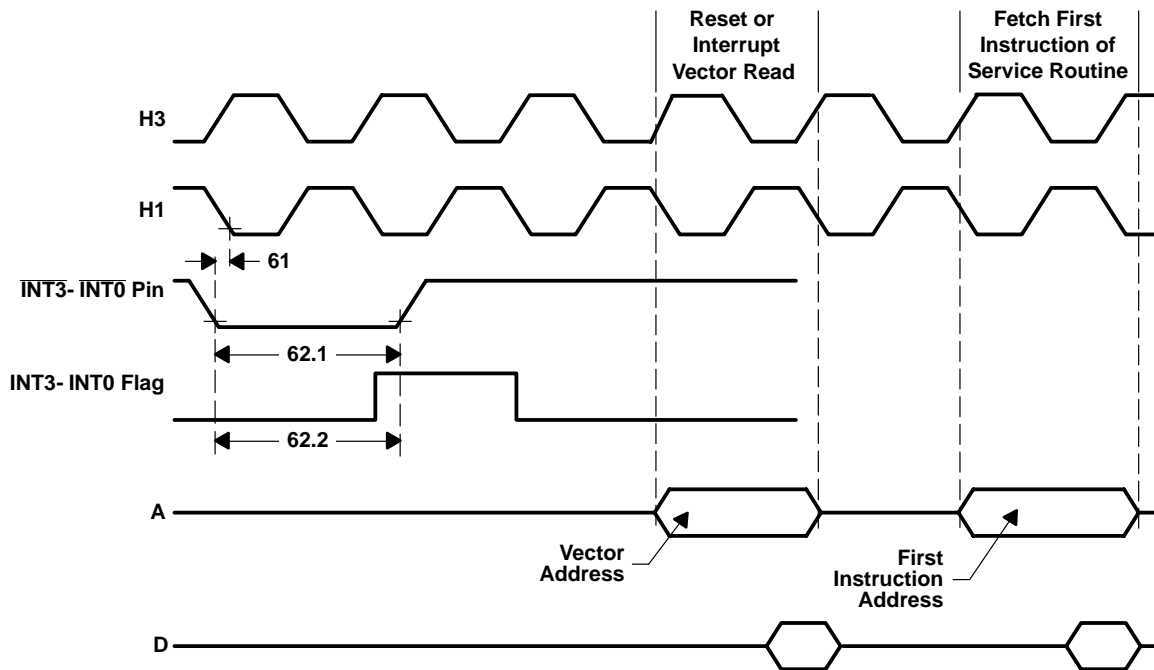 Reset or
Interrupt
Vector Read
Fetch First
Instruction of
Service Routine
H3
H1
61
INT3- INT0 Pin
62.1
INT3- INT0 Flag
62.2
A
Vector
Address
First
Instruction
Address
D